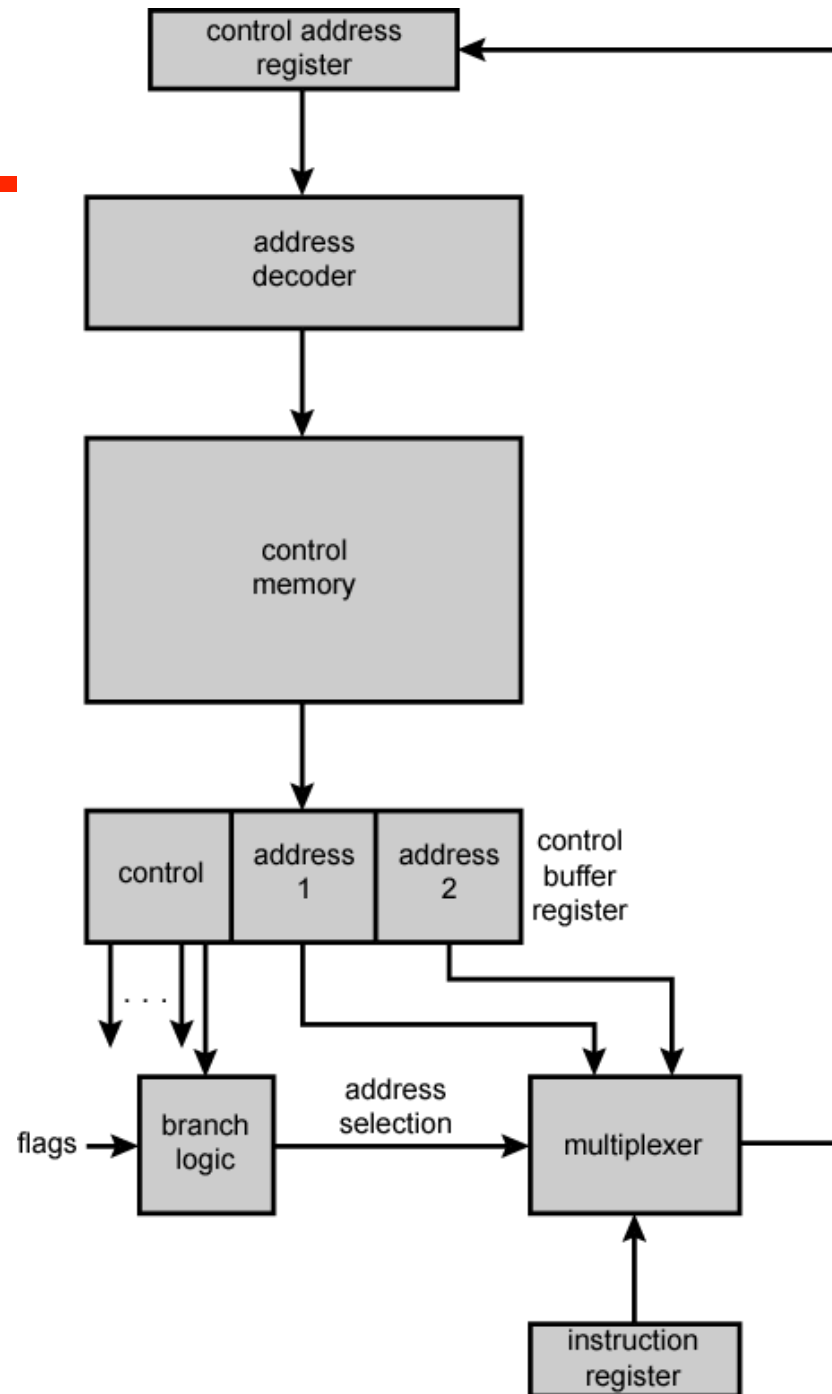 control address
register
address
decoder
control
memory
control
address
1
address
2
control
buffer
register
. . .
flags
branch
logic
address
selection
multiplexer
instruction
register